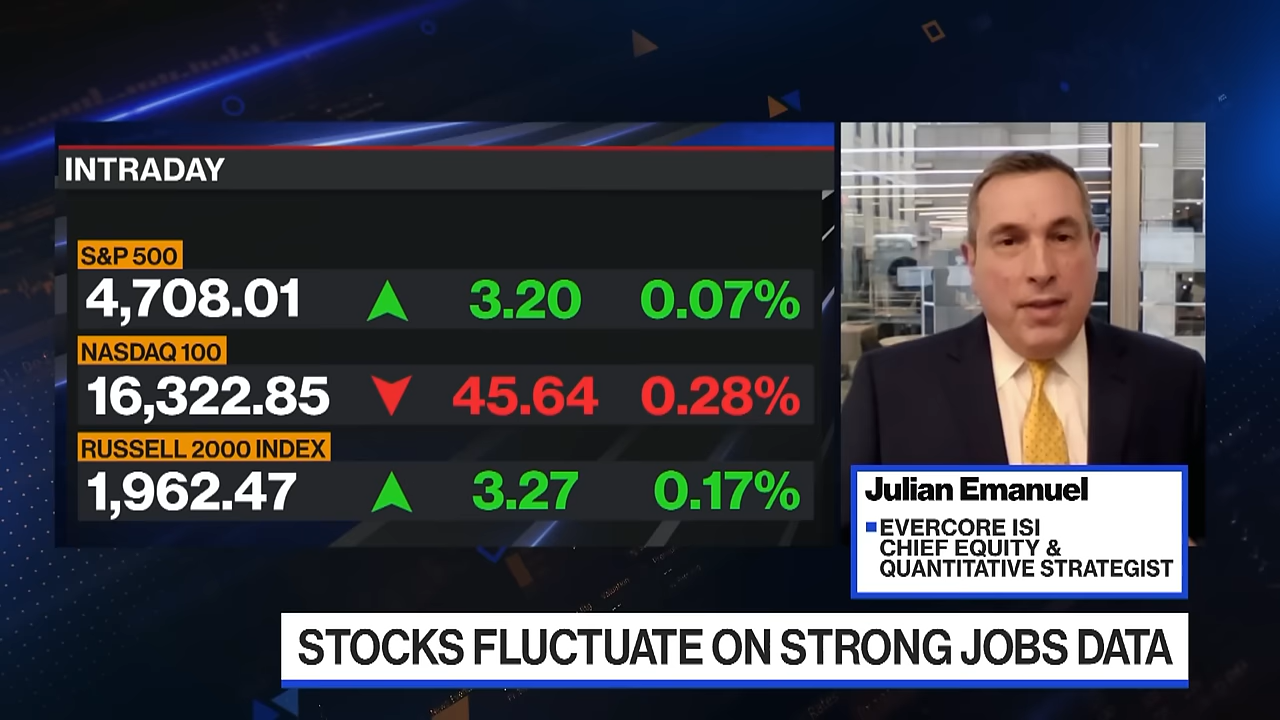 INTRADAY
S&P 500
4,708.01 ▲ 3.20 0.07%
NASDAQ 100
16,322.85 ▼ 45.64 0.28%
RUSSELL 2000 INDEX
1,962.47 ▲ 3.27 0.17%
Julian Emanuel
EVERCORE ISI
CHIEF EQUITY &
QUANTITATIVE STRATEGIST
STOCKS FLUCTUATE ON STRONG JOBS DATA